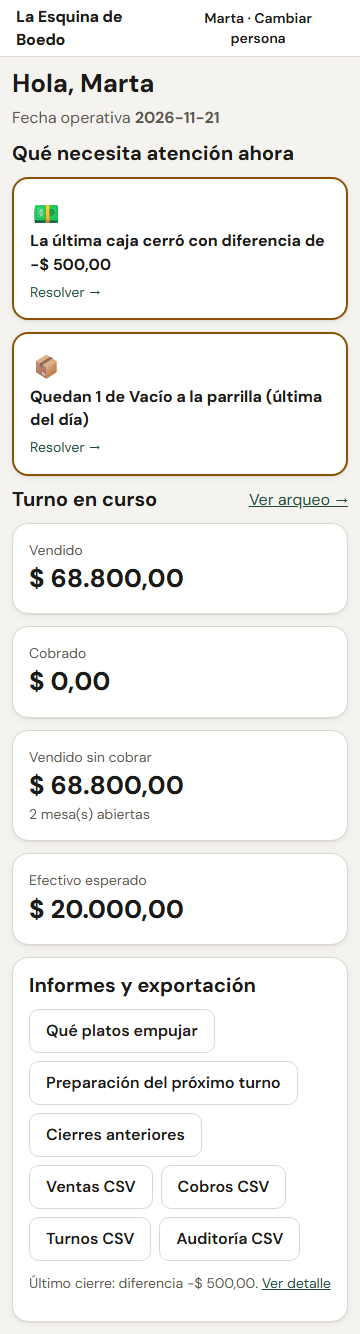 La Esquina de
Boedo
Marta · Cambiar
persona
Hola, Marta
Fecha operativa 2026-11-21
Qué necesita atención ahora
La última caja cerró con diferencia de
-$ 500,00
Resolver →
Quedan 1 de Vacío a la parrilla (última
del día)
Resolver →
Turno en curso
Ver arqueo →
Vendido
$ 68.800,00
Cobrado
$ 0,00
Vendido sin cobrar
$ 68.800,00
2 mesa(s) abiertas
Efectivo esperado
$ 20.000,00
Informes y exportación
Qué platos empujar
Preparación del próximo turno
Cierres anteriores
Ventas CSV
Cobros CSV
Turnos CSV
Auditoría CSV
Último cierre: diferencia -$ 500,00. Ver detalle